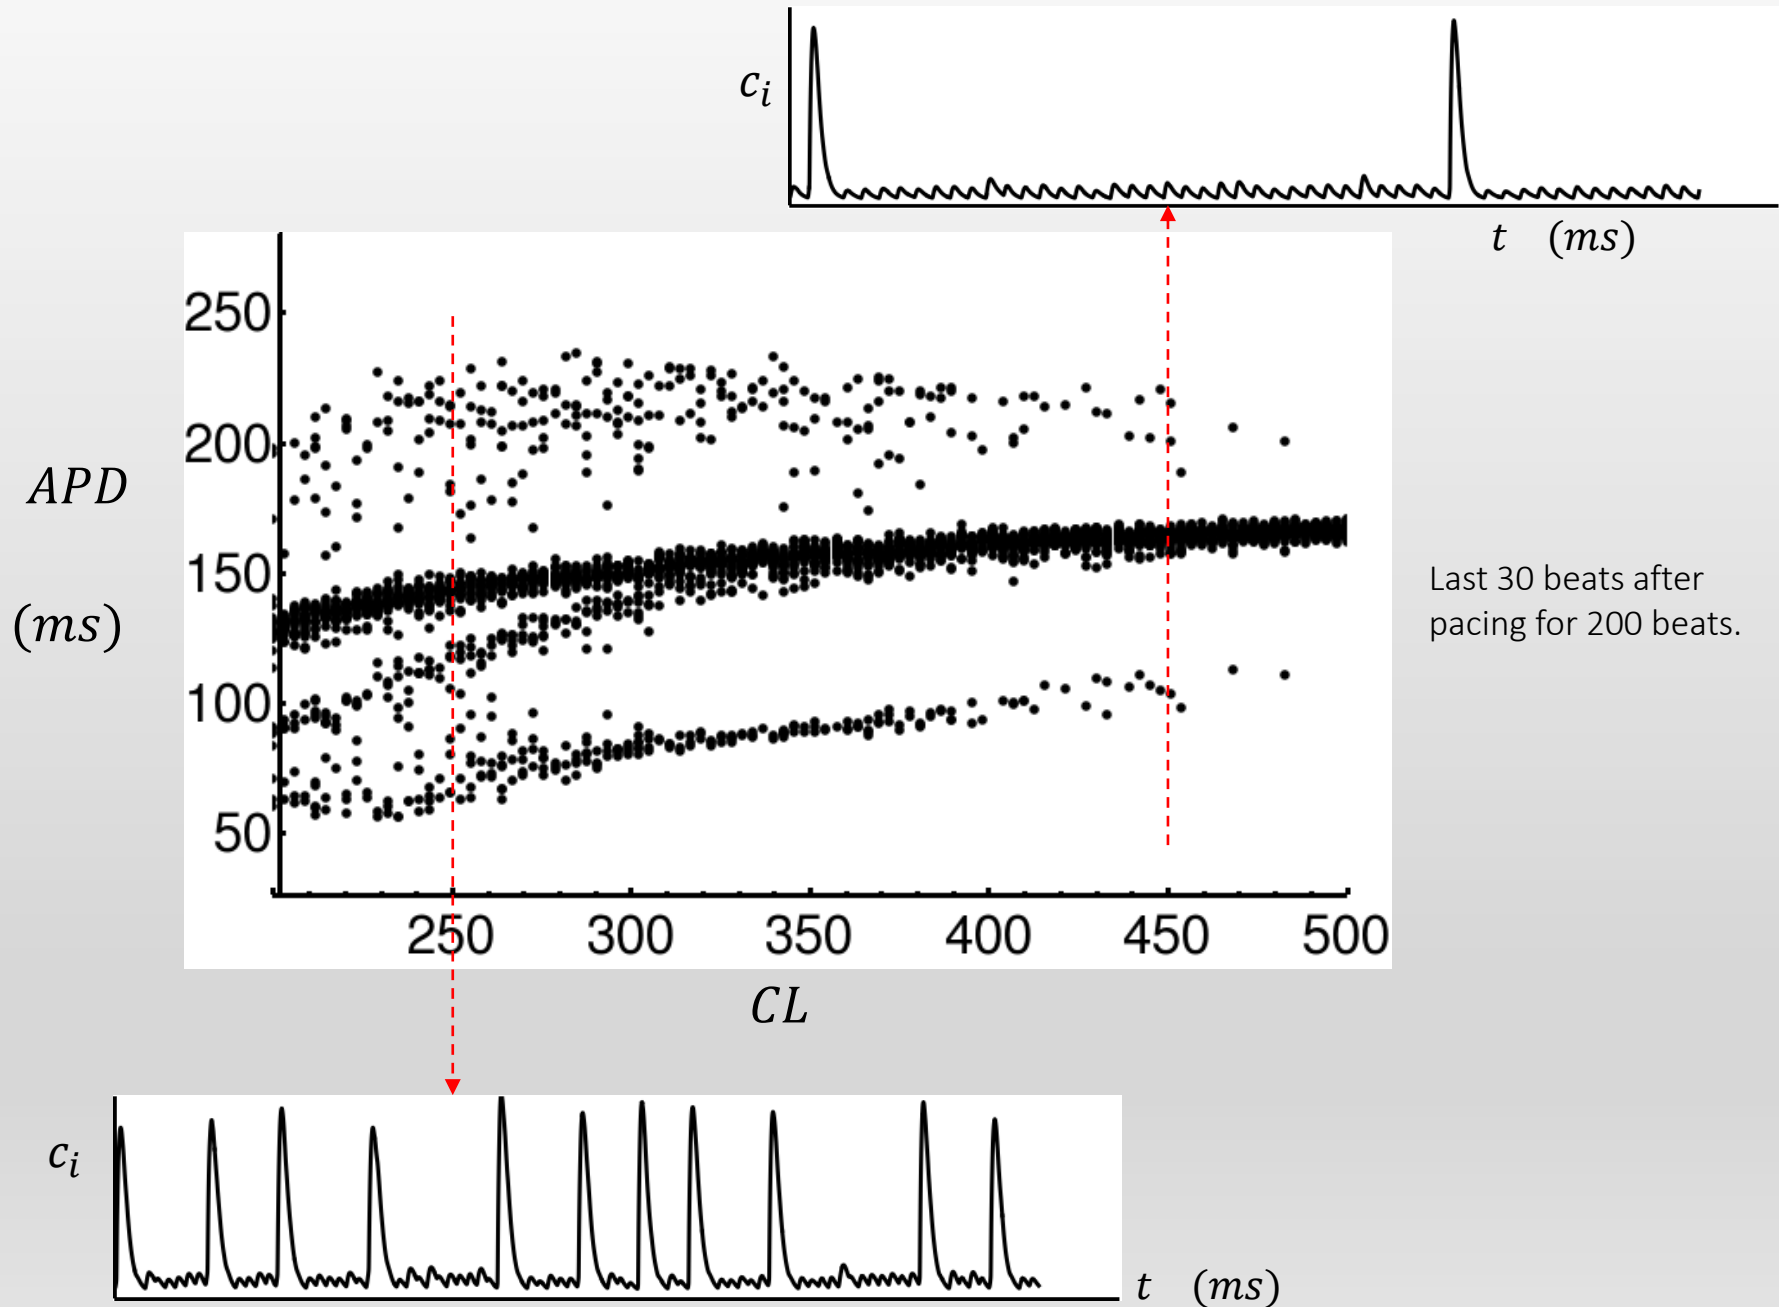 c_i
t (ms)
250
200
APD
150
(ms)
100
50
Last 30 beats after
pacing for 200 beats.
250 300 350 400 450 500
CL
c_i
t (ms)